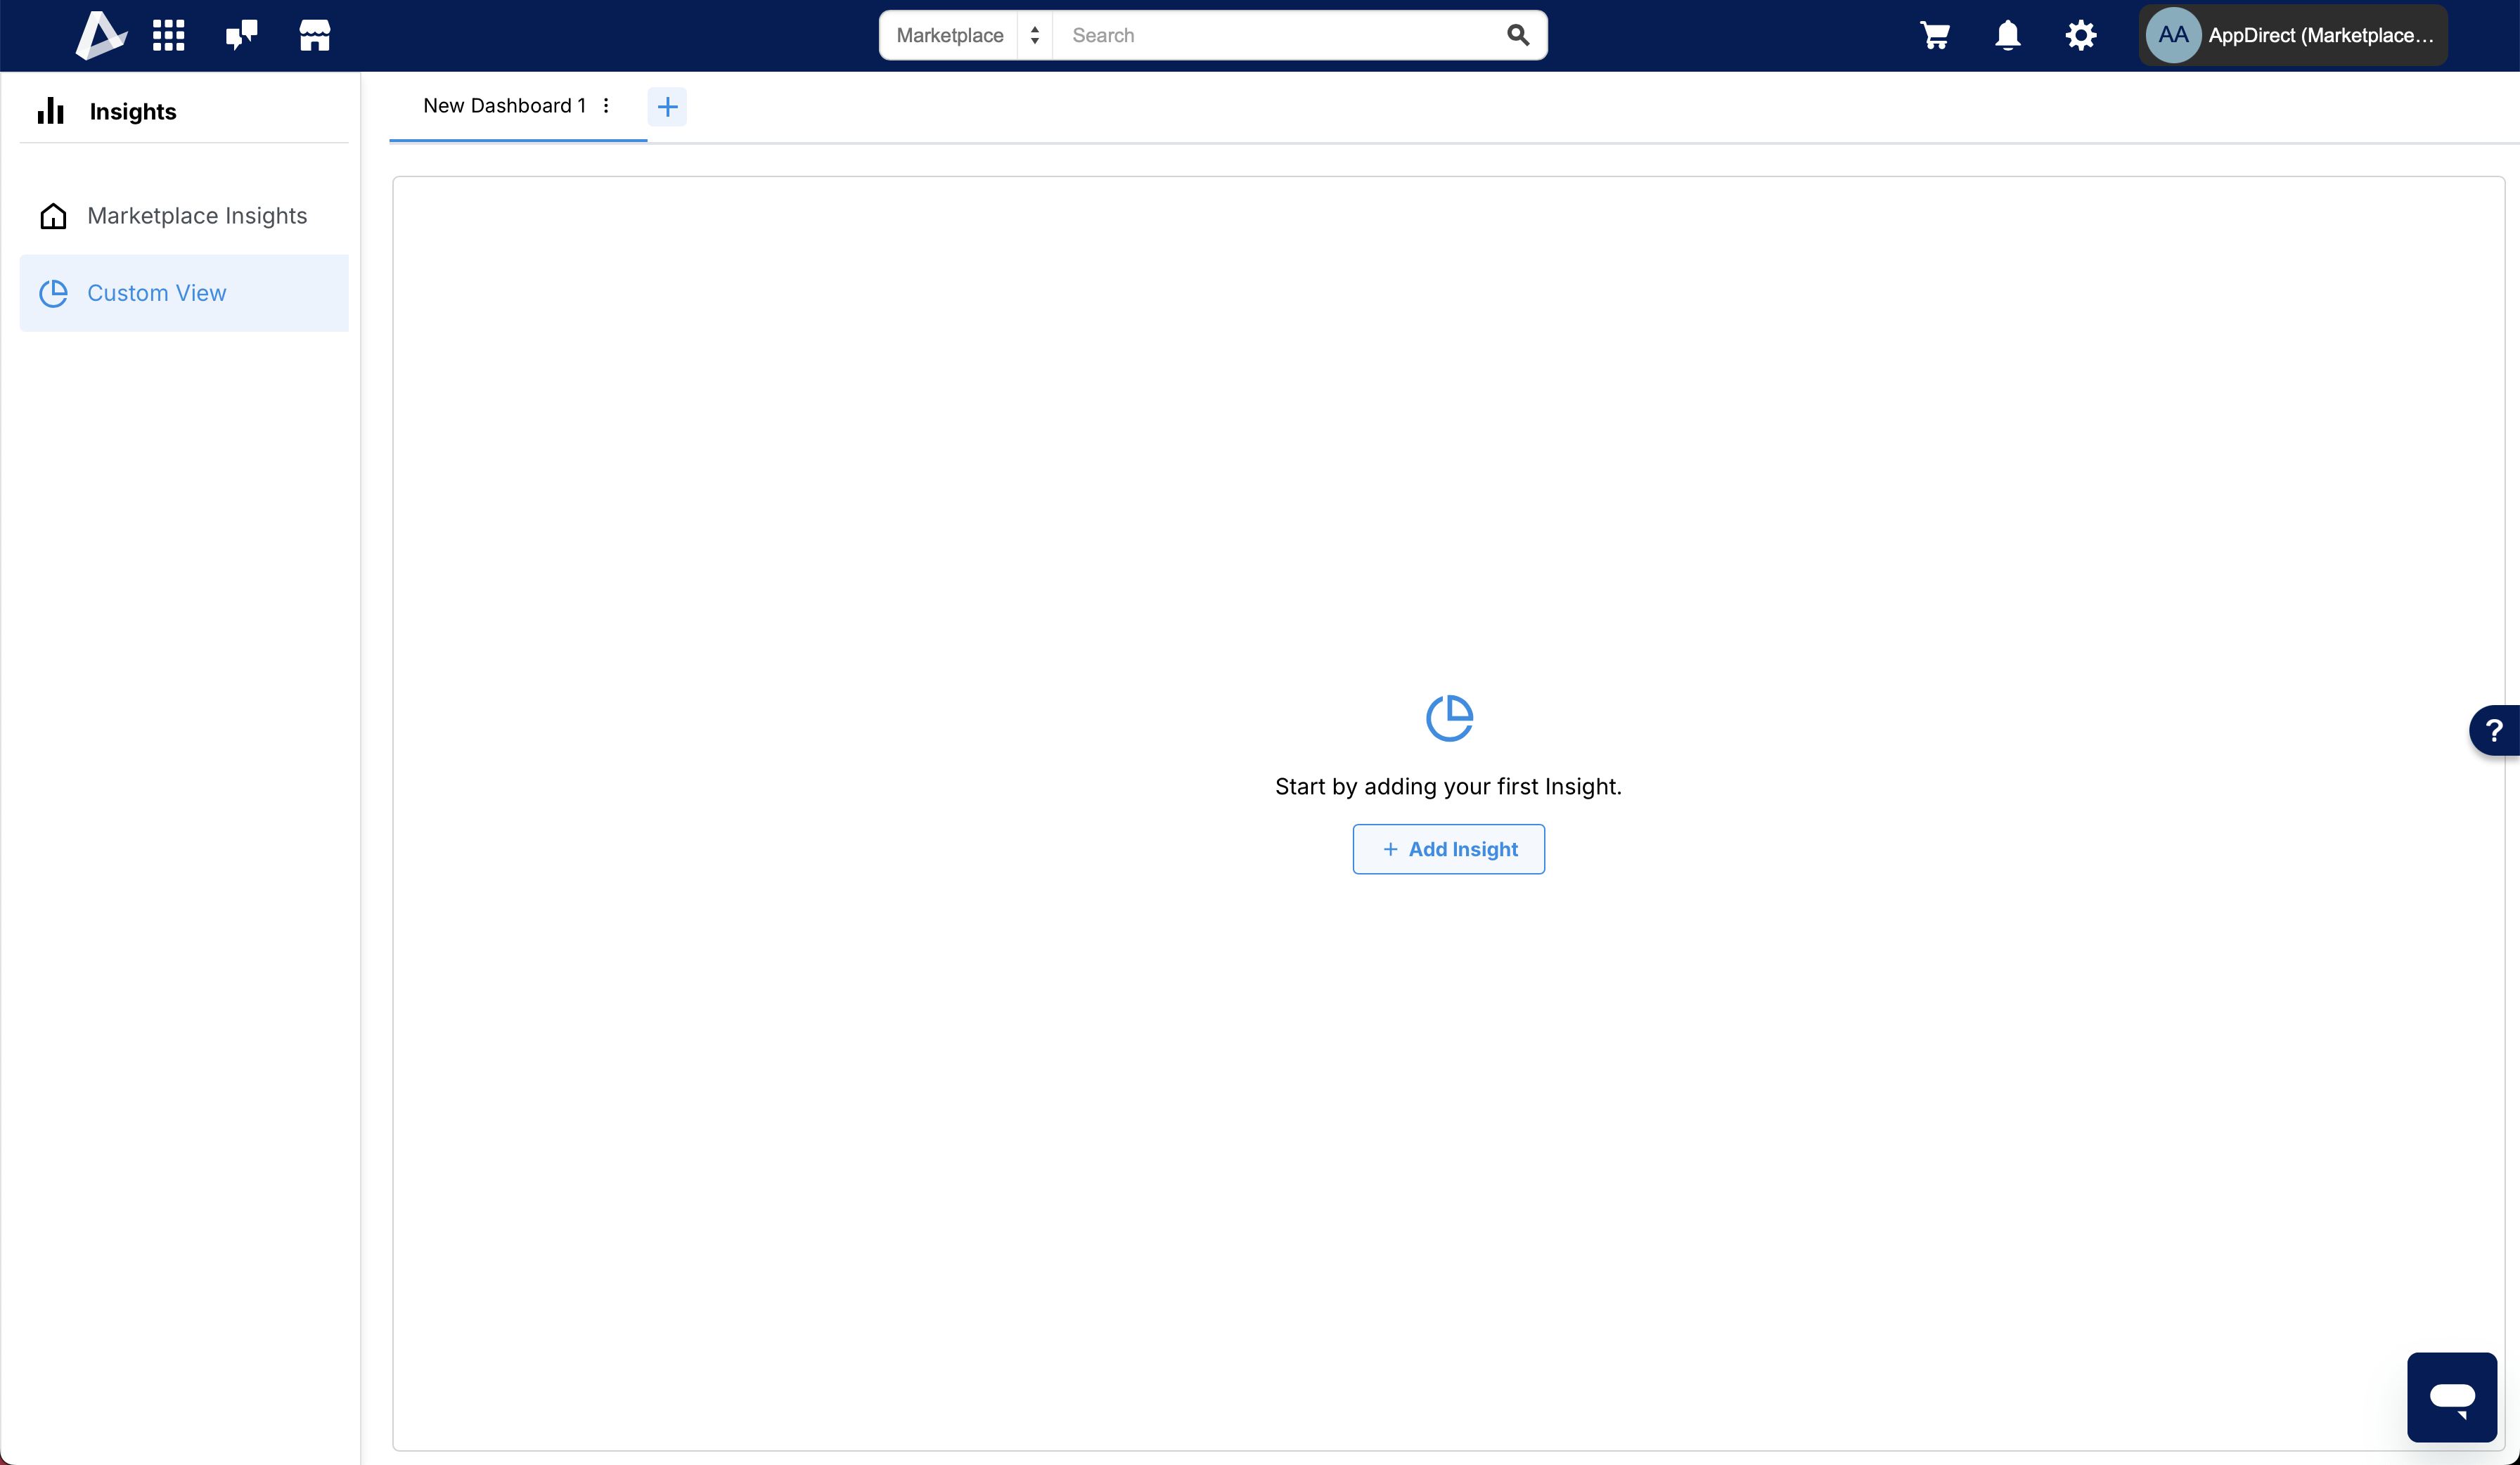 Marketplace
Search
AA
AppDirect (Marketplace...
Insights
New Dashboard 1
Marketplace Insights
Custom View
Start by adding your first Insight.
+ Add Insight
?